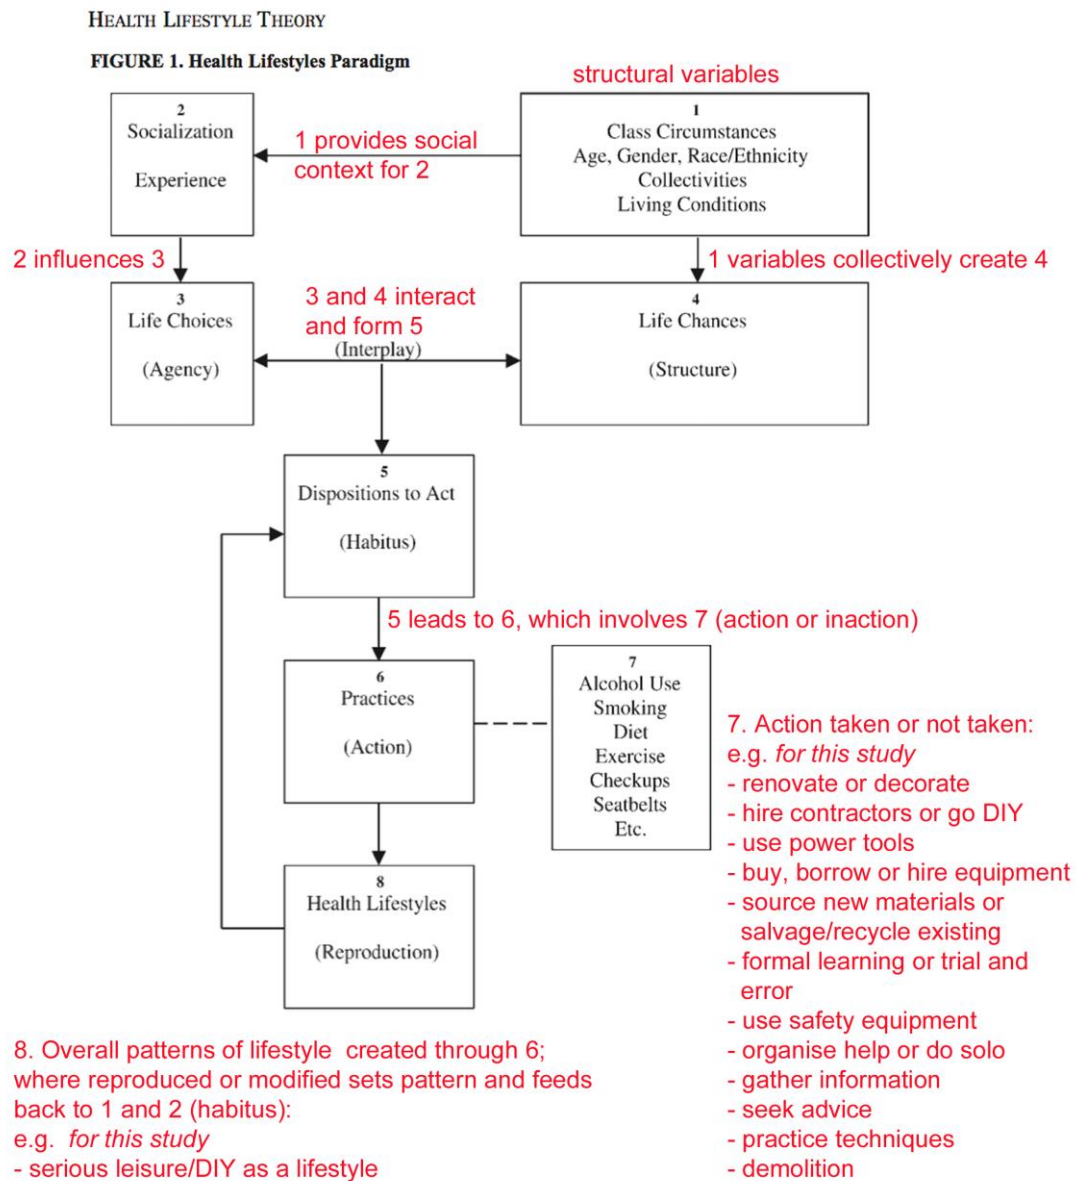 HEALTH LIFESTYLE THEORY
FIGURE 1. Health Lifestyles Paradigm
structural variables
2
Socialization
Experience
1 provides social
context for 2
1
Class Circumstances
Age, Gender, Race/Ethnicity
Collectivities
Living Conditions
2 influences 3
1 variables collectively create 4
3
Life Choices
(Agency)
3 and 4 interact
and form 5
(Interplay)
4
Life Chances
(Structure)
5
Dispositions to Act
(Habitus)
5 leads to 6, which involves 7 (action or inaction)
6
Practices
(Action)
7
Alcohol Use
Smoking
Diet
Exercise
Checkups
Seatbelts
Etc.
7. Action taken or not taken:
e.g. for this study
- renovate or decorate
- hire contractors or go DIY
- use power tools
- buy, borrow or hire equipment
- source new materials or
salvage/recycle existing
- formal learning or trial and
error
- use safety equipment
- organise help or do solo
- gather information
- seek advice
- practice techniques
- demolition
8
Health Lifestyles
(Reproduction)
8. Overall patterns of lifestyle created through 6;
where reproduced or modified sets pattern and feeds
back to 1 and 2 (habitus):
e.g. for this study
- serious leisure/DIY as a lifestyle